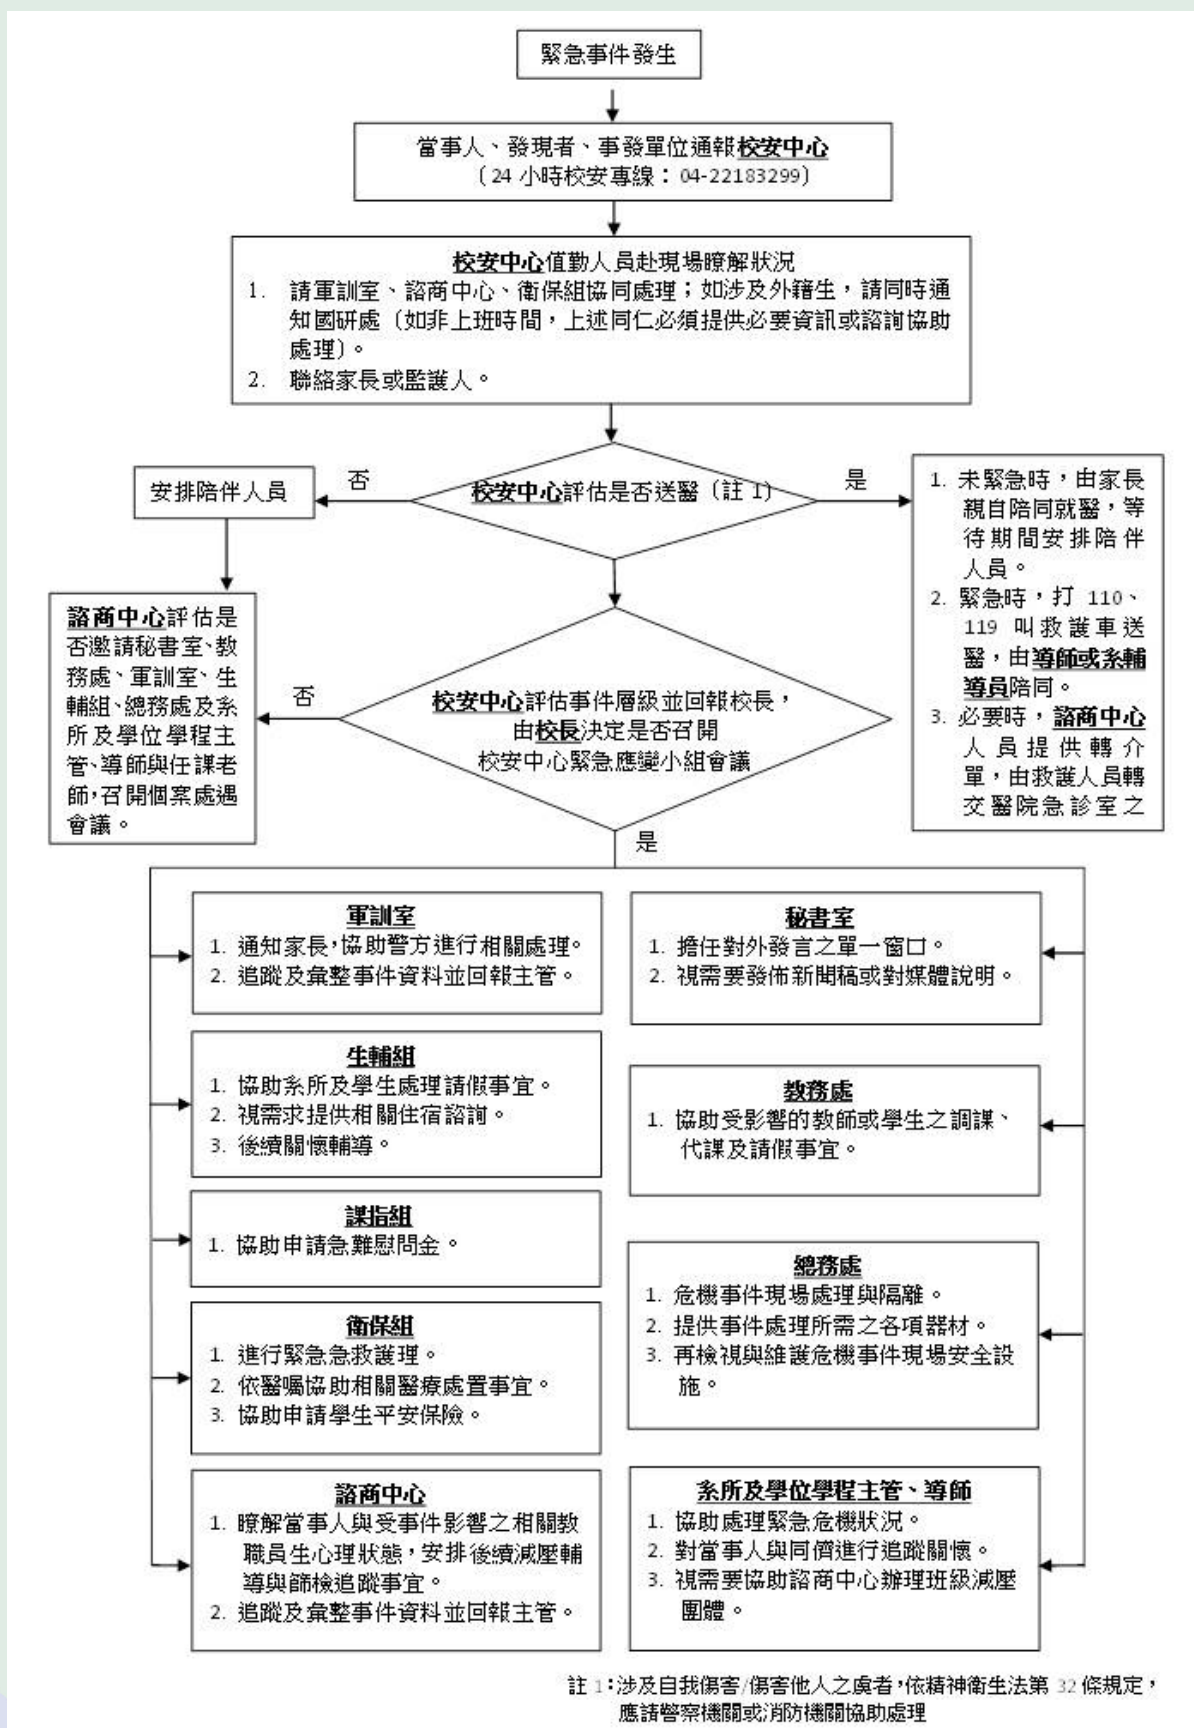 緊急事件發生
當事人、發現者、事發單位通報校安中心
（24 小時校安專線：04-22183299）
校安中心值勤人員赴現場瞭解狀況
1. 請軍訓室、諮商中心、衛保組協同處理；如涉及外籍生，請同時通
知國研處（如非上班時間，上述同仁必須提供必要資訊或諮詢協助
處理）。
2. 聯絡家長或監護人。
校安中心評估是否送醫（註 1）
否
是
安排陪伴人員
1. 未緊急時，由家長
親自陪同就醫，等
待期間安排陪伴
人員。
2. 緊急時，打 110、
119 叫救護車送
醫，由導師或系輔
導員陪同。
3. 必要時，諮商中心
人員提供轉介
單，由救護人員轉
交醫院急診室之
諮商中心評估是
否邀請秘書室、教
務處、軍訓室、生
輔組、總務處及系
所及學位學程主
管、導師與任課老
師，召開個案處遇
會議。
否
校安中心評估事件層級並回報校長，
由校長決定是否召開
校安中心緊急應變小組會議
是
軍訓室
1. 通知家長，協助警方進行相關處理。
2. 追蹤及彙整事件資料並回報主管。
生輔組
1. 協助系所及學生處理請假事宜。
2. 視需求提供相關住宿諮詢。
3. 後續關懷輔導。
課指組
1. 協助申請急難慰問金。
衛保組
1. 進行緊急急救護理。
2. 依醫囑協助相關醫療處置事宜。
3. 協助申請學生平安保險。
諮商中心
1. 瞭解當事人與受事件影響之相關教
職員生心理狀態，安排後續減壓輔
導與篩檢追蹤事宜。
2. 追蹤及彙整事件資料並回報主管。
秘書室
1. 擔任對外發言之單一窗口。
2. 視需要發佈新聞稿或對媒體說明。
教務處
1. 協助受影響的教師或學生之調課、
代課及請假事宜。
總務處
1. 危機事件現場處理與隔離。
2. 提供事件處理所需之各項器材。
3. 再檢視與維護危機事件現場安全設
施。
系所及學位學程主管、導師
1. 協助處理緊急危機狀況。
2. 對當事人與同儕進行追蹤關懷。
3. 視需要協助諮商中心辦理班級減壓
團體。
註 1：涉及自我傷害/傷害他人之虞者，依精神衛生法第 32 條規定，
應請警察機關或消防機關協助處理